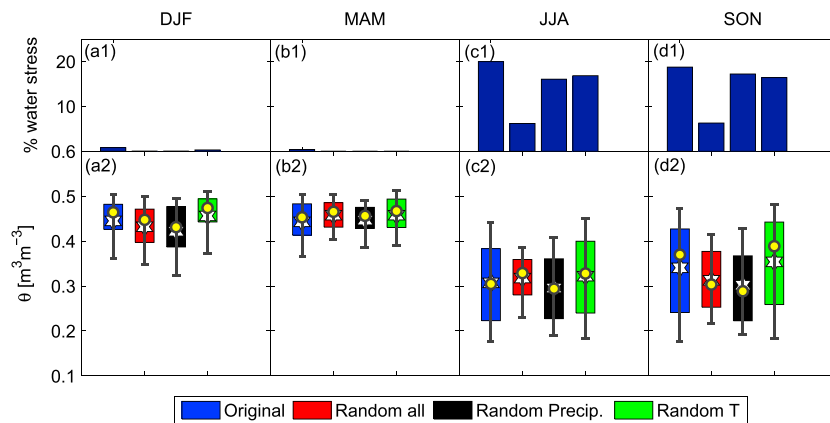 DJF MAM JJA SON
(a1) (b1) (c1) (d1)
% water stress
20
10
0.6
(a2) (b2) (c2) (d2)
θ [m³m⁻³]
0.5
0.4
0.3
0.2
0.1
Original Random all Random Precip. Random T